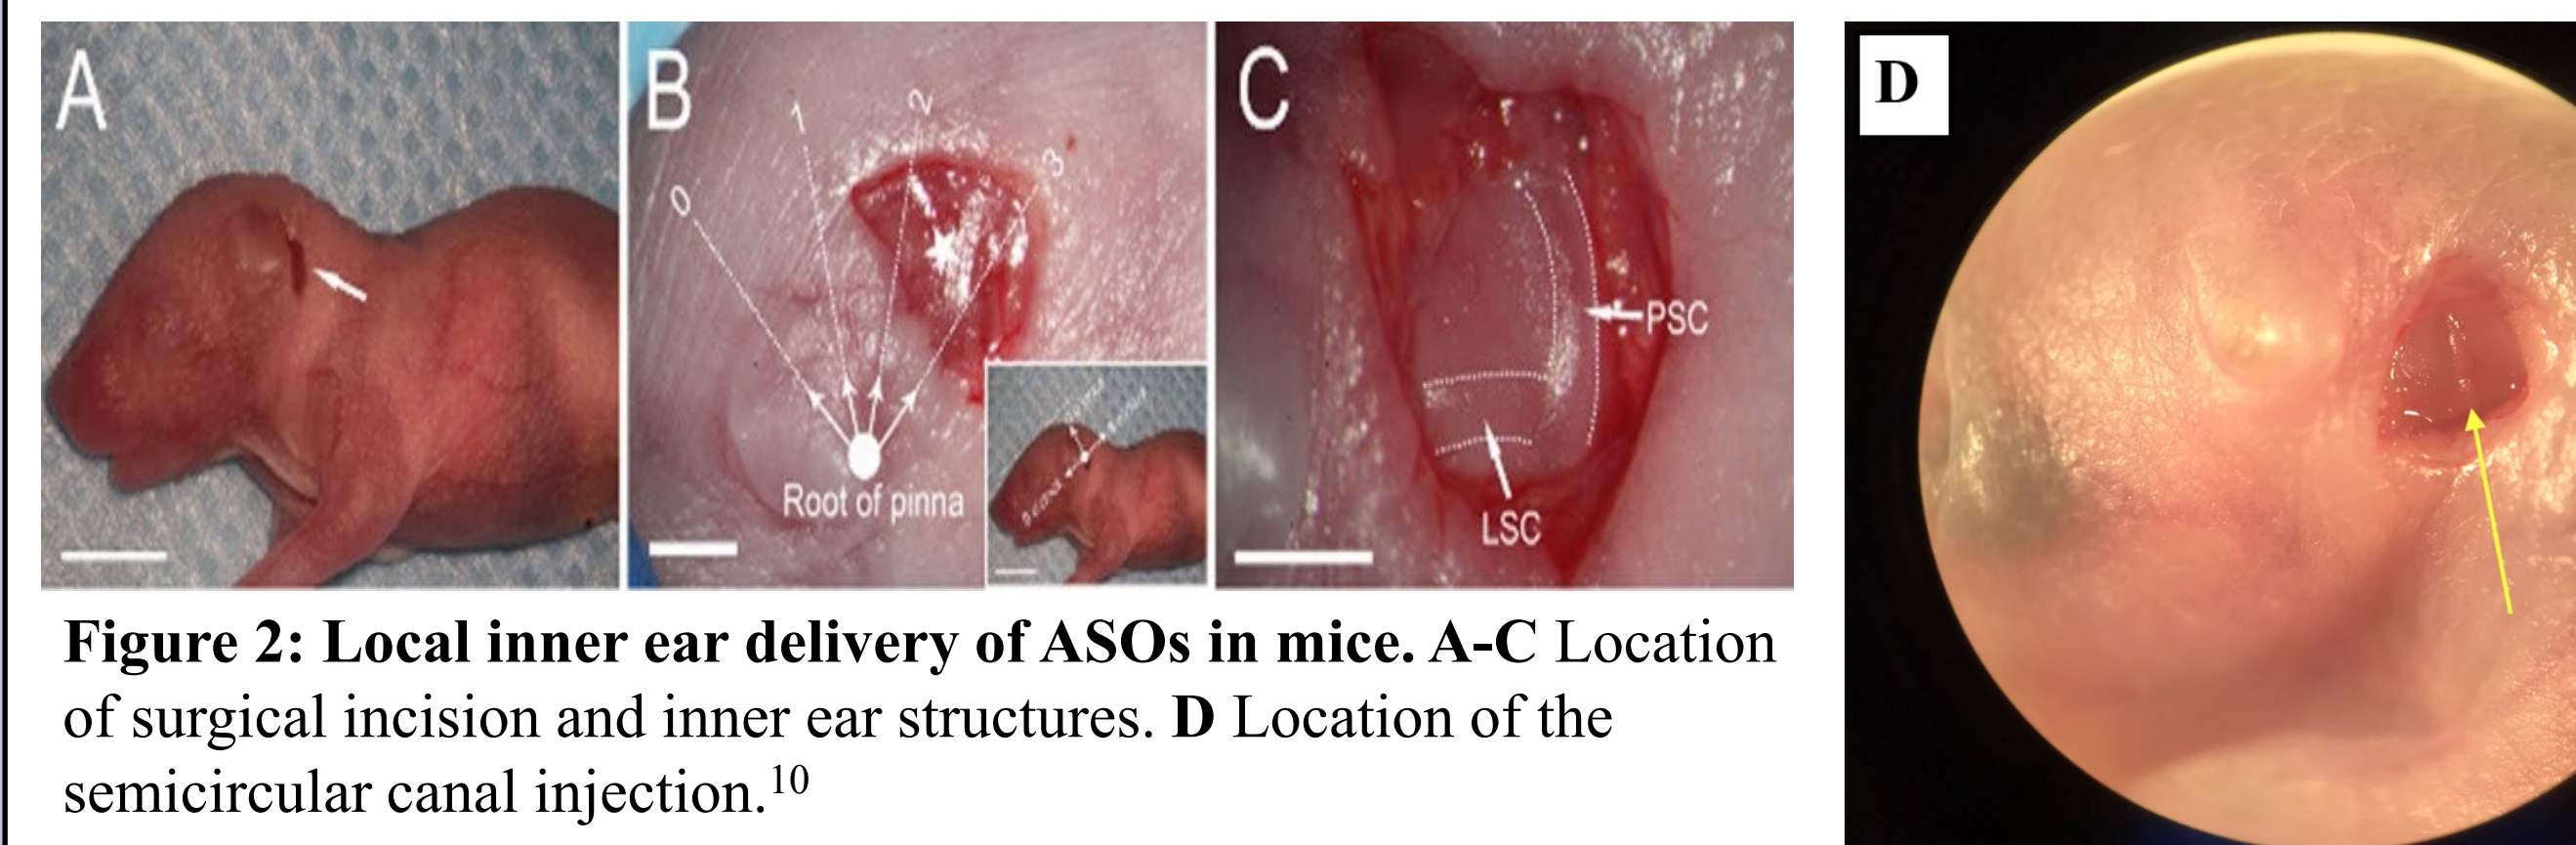 A
B
C
D
0
1
2
3
Root of pinna
PSC
LSC
Figure 2: Local inner ear delivery of ASOs in mice. A-C Location
of surgical incision and inner ear structures. D Location of the
semicircular canal injection.10